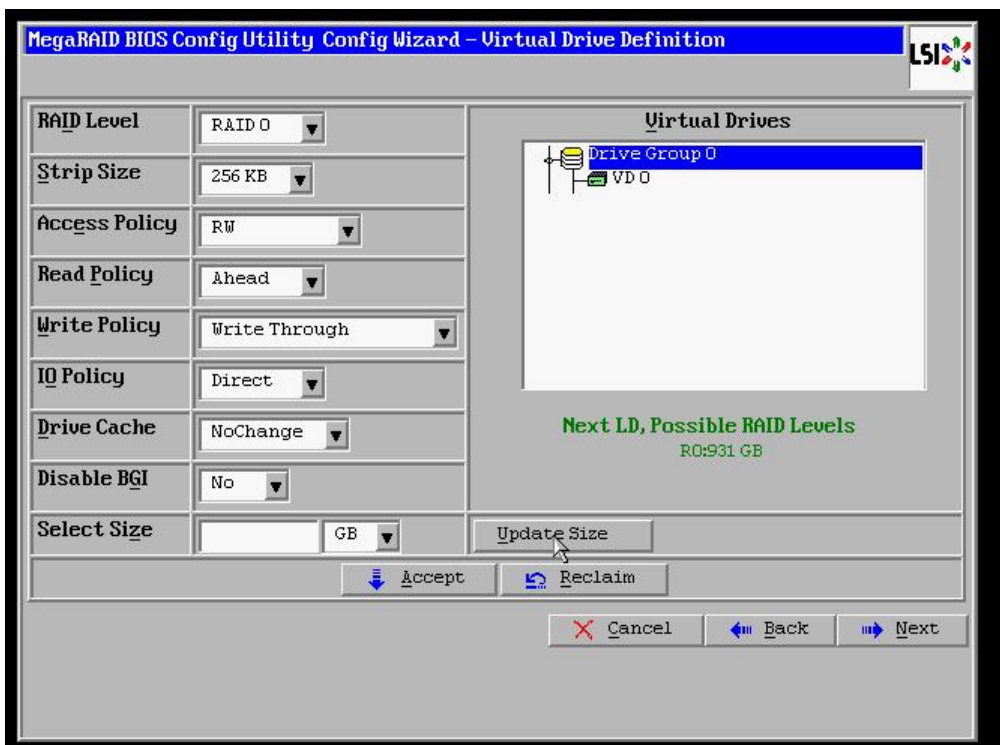 MegaRAID BIOS Config Utility Config Wizard – Virtual Drive Definition
LSI
RAID Level
RAID 0
Strip Size
256 KB
Access Policy
RW
Read Policy
Ahead
Write Policy
Write Through
IO Policy
Direct
Drive Cache
NoChange
Disable BGI
No
Select Size
GB
Virtual Drives
Drive Group 0
VD 0
Next LD, Possible RAID Levels
R0:931 GB
Update Size
Accept
Reclaim
Cancel
Back
Next